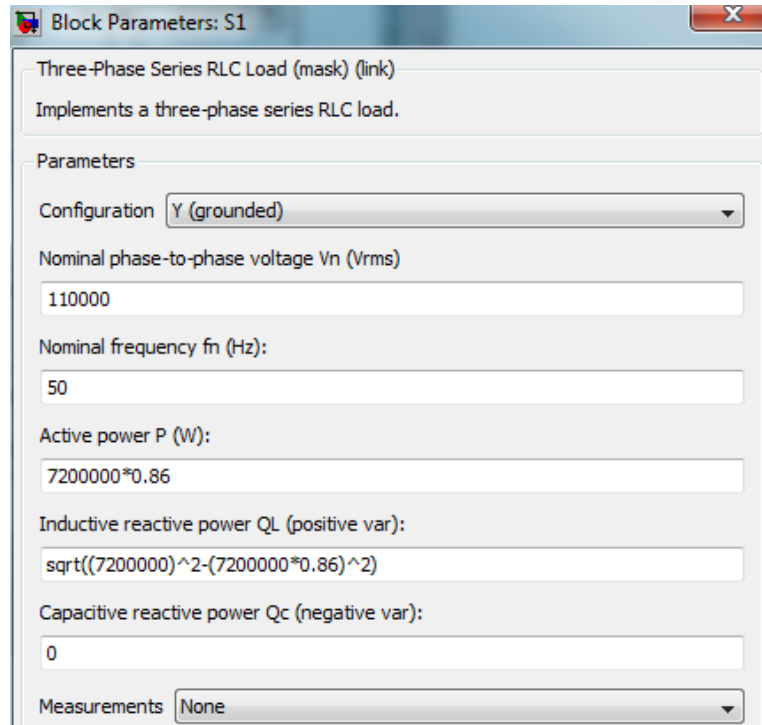 Block Parameters: S1
Three-Phase Series RLC Load (mask) (link)
Implements a three-phase series RLC load.
Parameters
Configuration Y (grounded)
Nominal phase-to-phase voltage Vn (Vrms)
110000
Nominal frequency fn (Hz):
50
Active power P (W):
7200000*0.86
Inductive reactive power QL (positive var):
sqrt((7200000)^2-(7200000*0.86)^2)
Capacitive reactive power Qc (negative var):
0
Measurements None